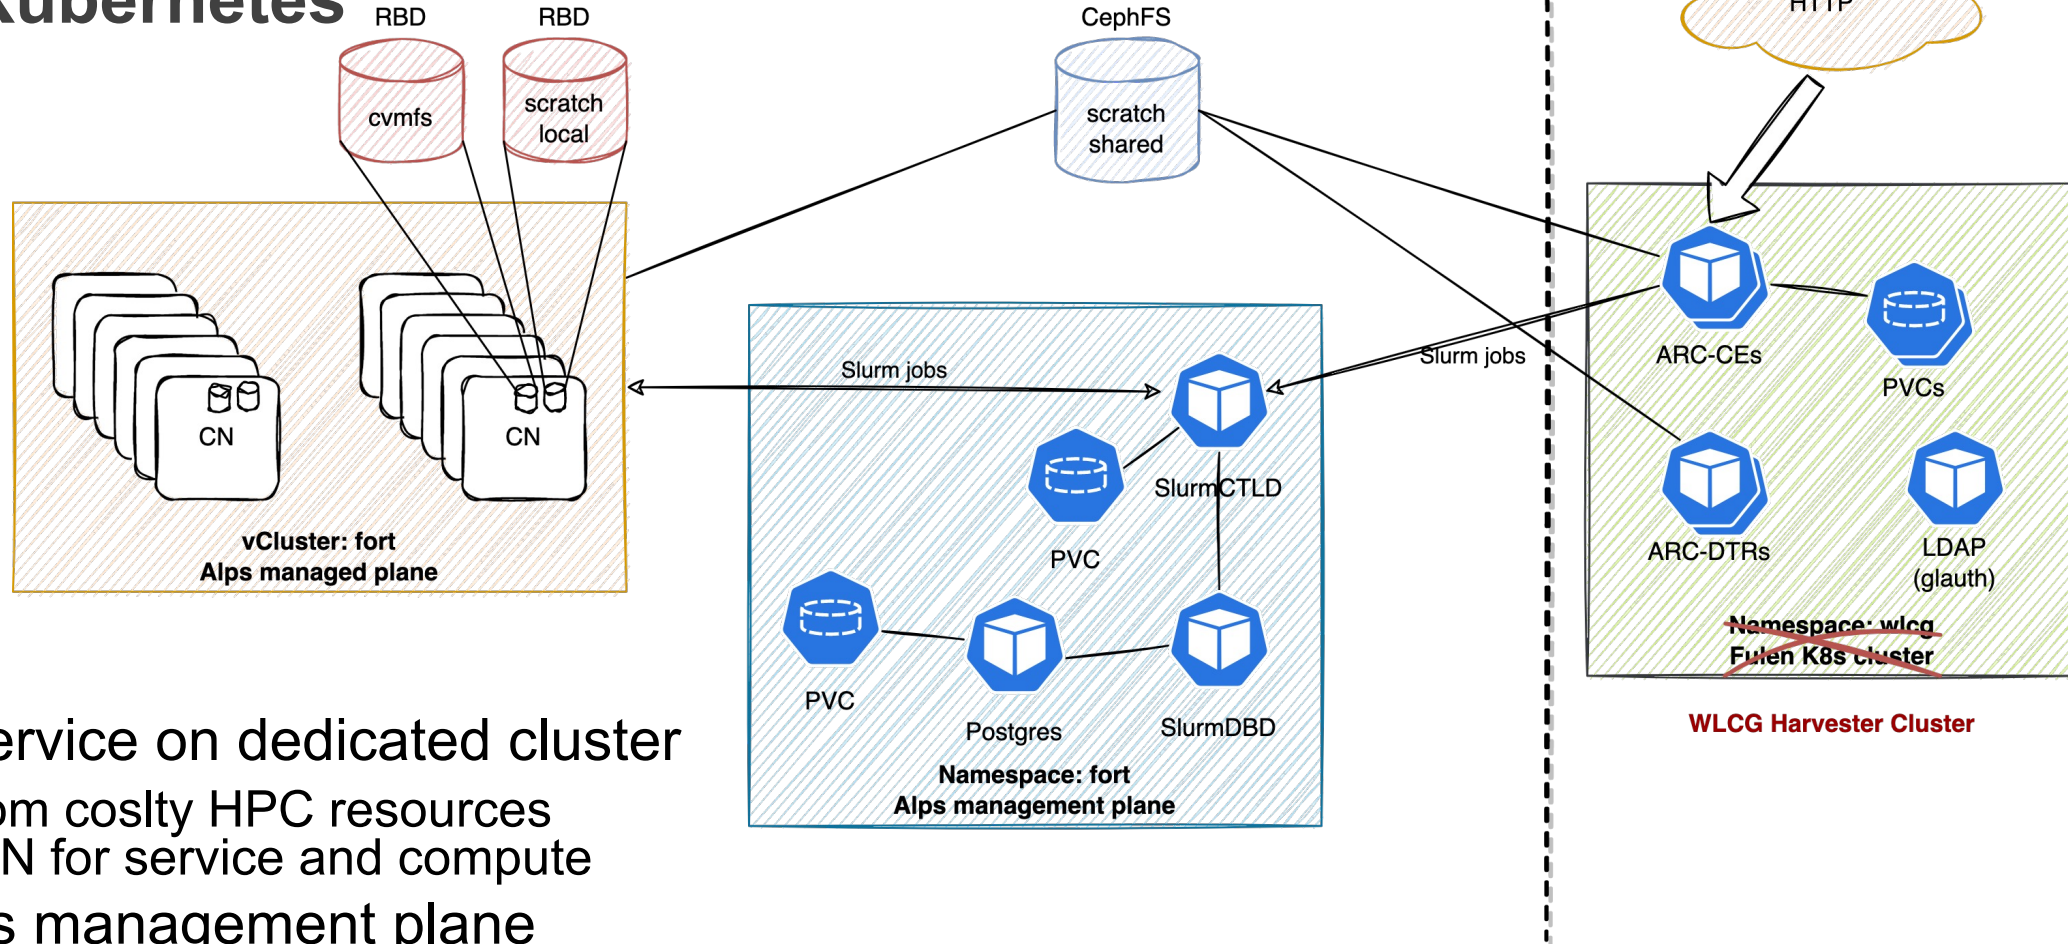 Kubernetes
RBD
RBD
CephFS
HTTP
cvmfs
scratch
local
scratch
shared
CN
CN
vCluster: fort
Alps managed plane
Slurm jobs
Slurm jobs
SlurmCTLD
PVC
PVC
Postgres
SlurmDBD
Namespace: fort
Alps management plane
ARC-CEs
PVCs
ARC-DTRs
LDAP
(glauth)
Namespace: wlcg
Fulen K8s cluster
WLCG Harvester Cluster
ervice on dedicated cluster
om coslty HPC resources
N for service and compute
s management plane